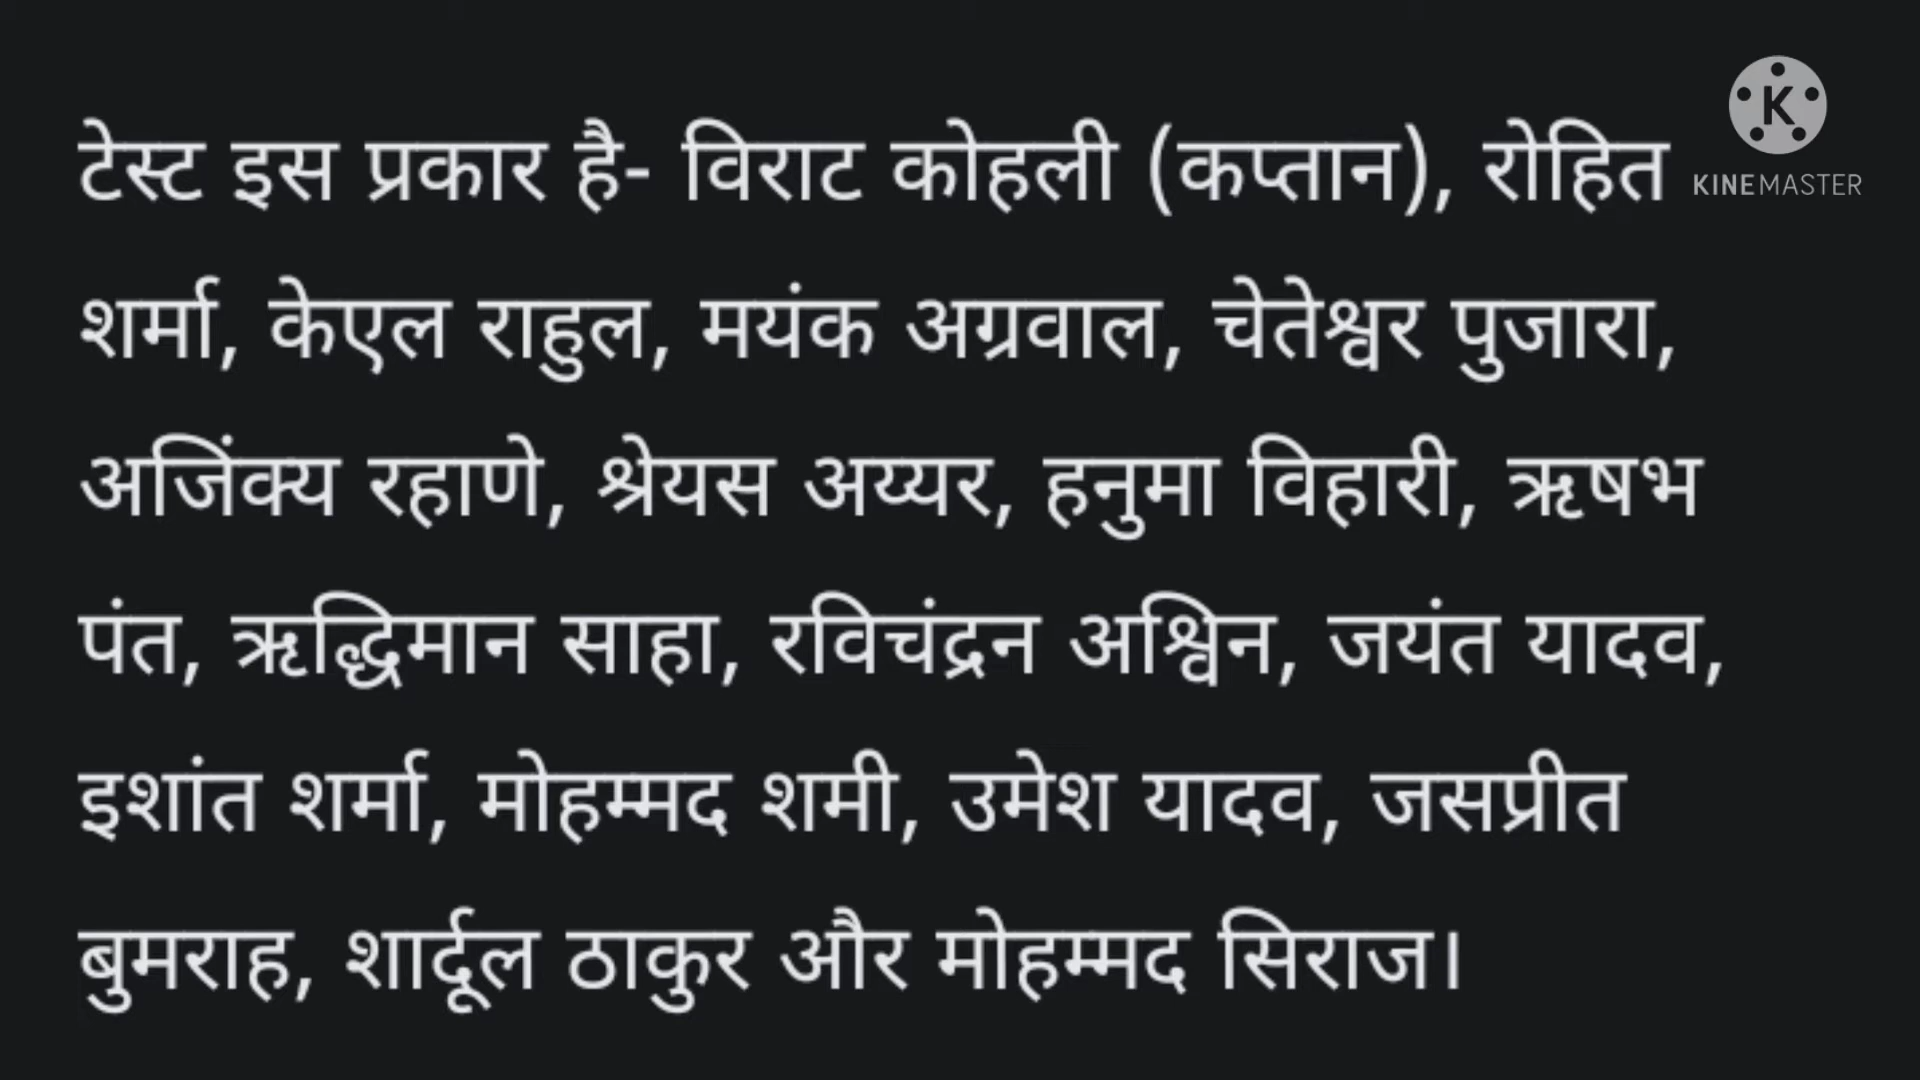 टेस्ट इस प्रकार है- विराट कोहली (कप्तान), रोहित
शर्मा, केएल राहुल, मयंक अग्रवाल, चेतेश्वर पुजारा,
अजिंक्य रहाणे, श्रेयस अय्यर, हनुमा विहारी, ऋषभ
पंत, ऋद्धिमान साहा, रविचंद्रन अश्विन, जयंत यादव,
इशांत शर्मा, मोहम्मद शमी, उमेश यादव, जसप्रीत
बुमराह, शार्दूल ठाकुर और मोहम्मद सिराज।
K
KINEMASTER